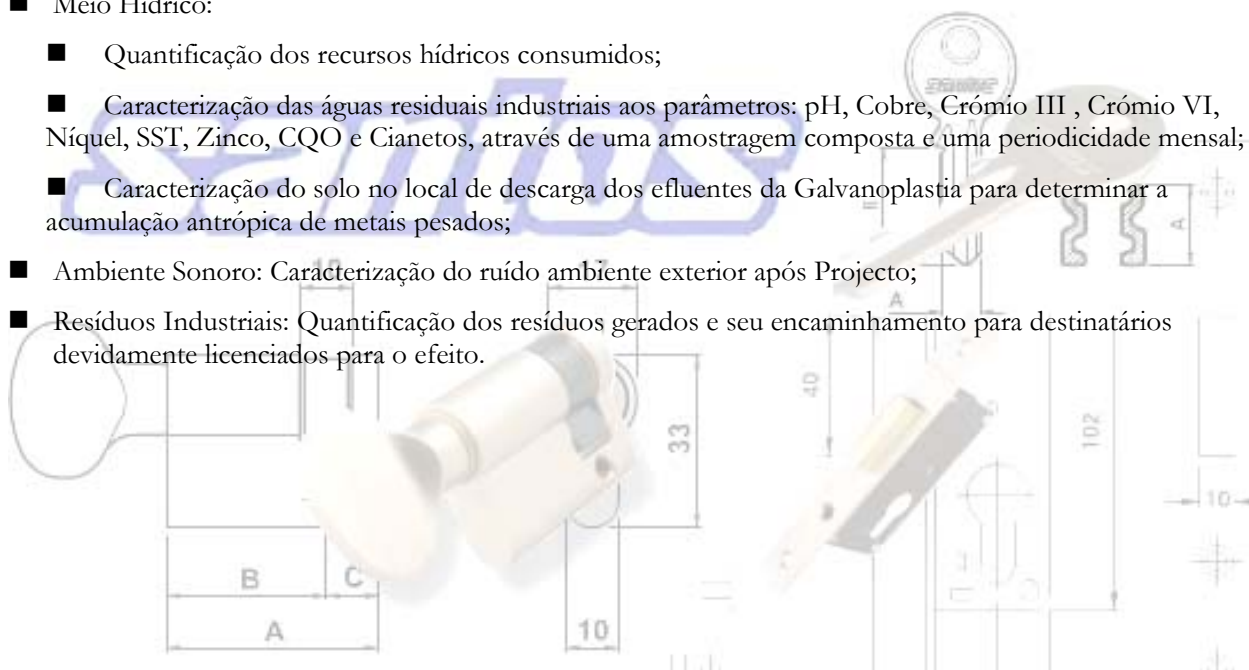 ■ Meio Hídrico:
■ Quantificação dos recursos hídricos consumidos;
■ Caracterização das águas residuais industriais aos parâmetros: pH, Cobre, Crómio III , Crómio VI,
Níquel, SST, Zinco, CQO e Cianetos, através de uma amostragem composta e uma periodicidade mensal;
■ Caracterização do solo no local de descarga dos efluentes da Galvanoplastia para determinar a
acumulação antrópica de metais pesados;
■ Ambiente Sonoro: Caracterização do ruído ambiente exterior após Projecto;
■ Resíduos Industriais: Quantificação dos resíduos gerados e seu encaminhamento para destinatários
devidamente licenciados para o efeito.
santos
A
A
40
33
102
10
B
C
A
10